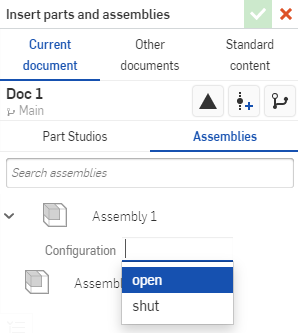 Insert parts and assemblies
Current document
Other documents
Standard content
Doc 1
Main
Part Studios
Assemblies
Search assemblies
Assembly 1
Configuration
open
shut